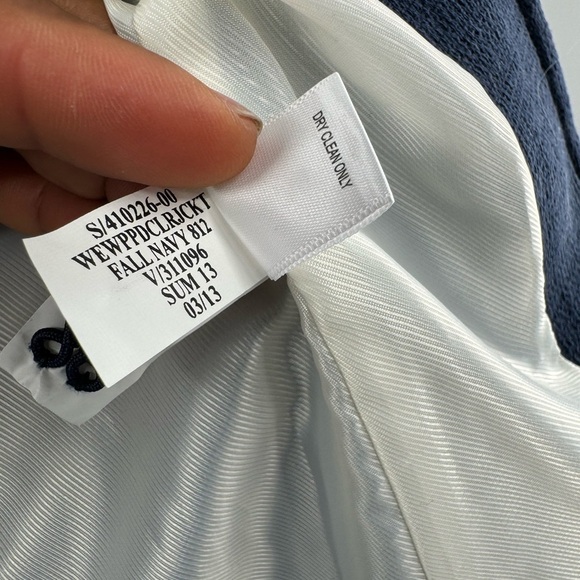 S/410226-00
WEWPPDCLRJCKT
FALL NAVY 812
V/311096
SUM 13
03/13
DRY CLEAN ONLY